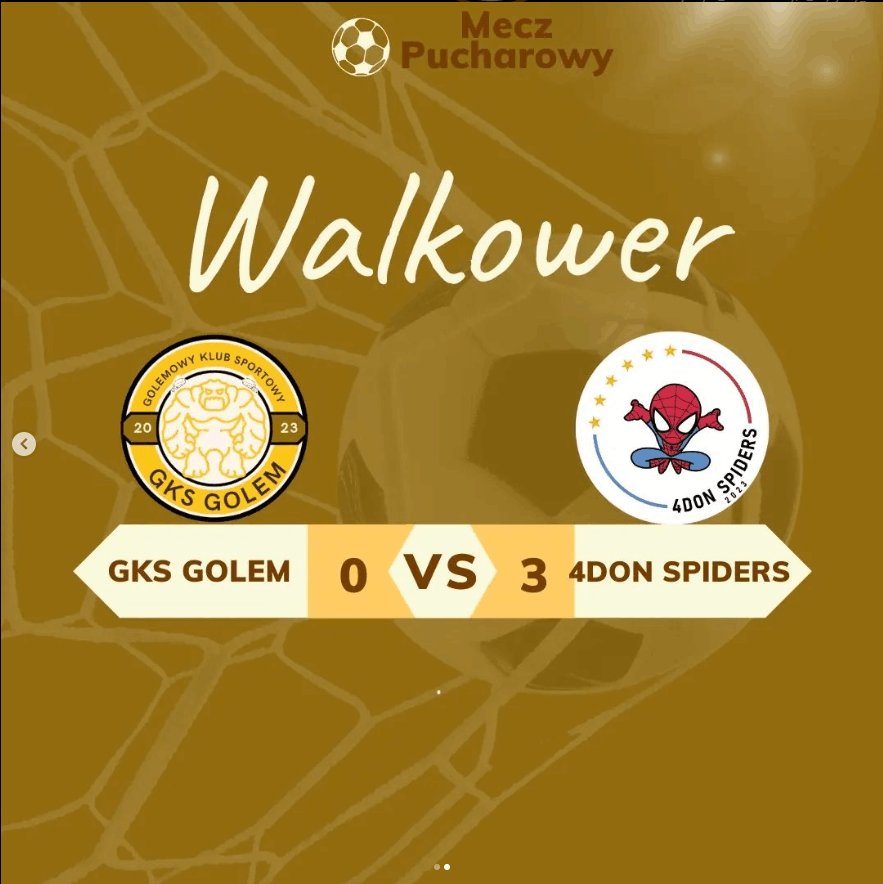 Mecz
Pucharowy
Walkower
GOLEMOWY KLUB SPORTOWY
20 23
GKS GOLEM
4DON SPIDERS
2023
GKS GOLEM 0 VS 3 4DON SPIDERS